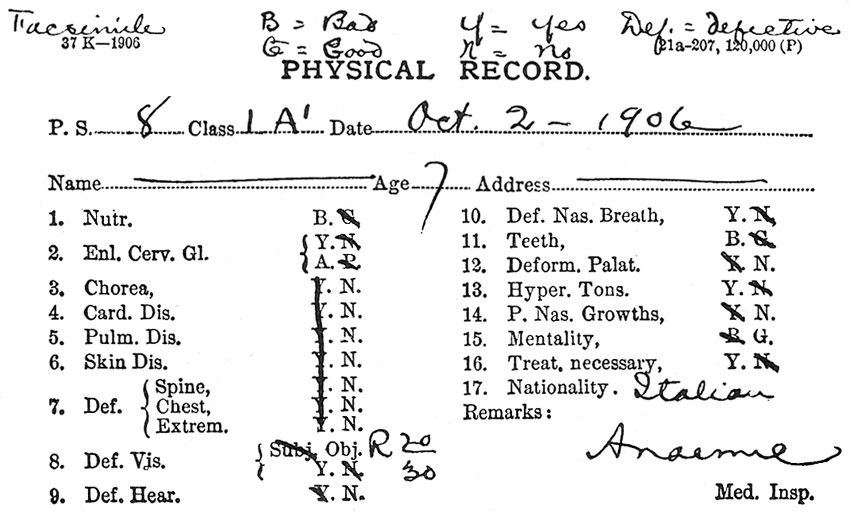 Facsimile B = Bad Y = Yes Def. = defective
37 K—1906 G = Good N = No (21a-207, 120,000 (P)
PHYSICAL RECORD.
P. S. 8 Class 1 A' Date Oct. 2 - 1906
Name Age 7 Address
1. Nutr. B. G.
2. Enl. Cerv. Gl. { Y. N.
A. P.
3. Chorea, Y. N.
4. Card. Dis. Y. N.
5. Pulm. Dis. Y. N.
6. Skin Dis. Y. N.
7. Def. { Spine, Y. N.
Chest, Y. N.
Extrem. Y. N.
8. Def. Vis. { Subj. Obj. R 20
Y. N. 30
9. Def. Hear. Y. N.
10. Def. Nas. Breath, Y. N.
11. Teeth, B. G.
12. Deform. Palat. Y. N.
13. Hyper. Tons. Y. N.
14. P. Nas. Growths, Y. N.
15. Mentality, B. G.
16. Treat. necessary, Y. N.
17. Nationality. Italian
Remarks:
Anaemic
Med. Insp.